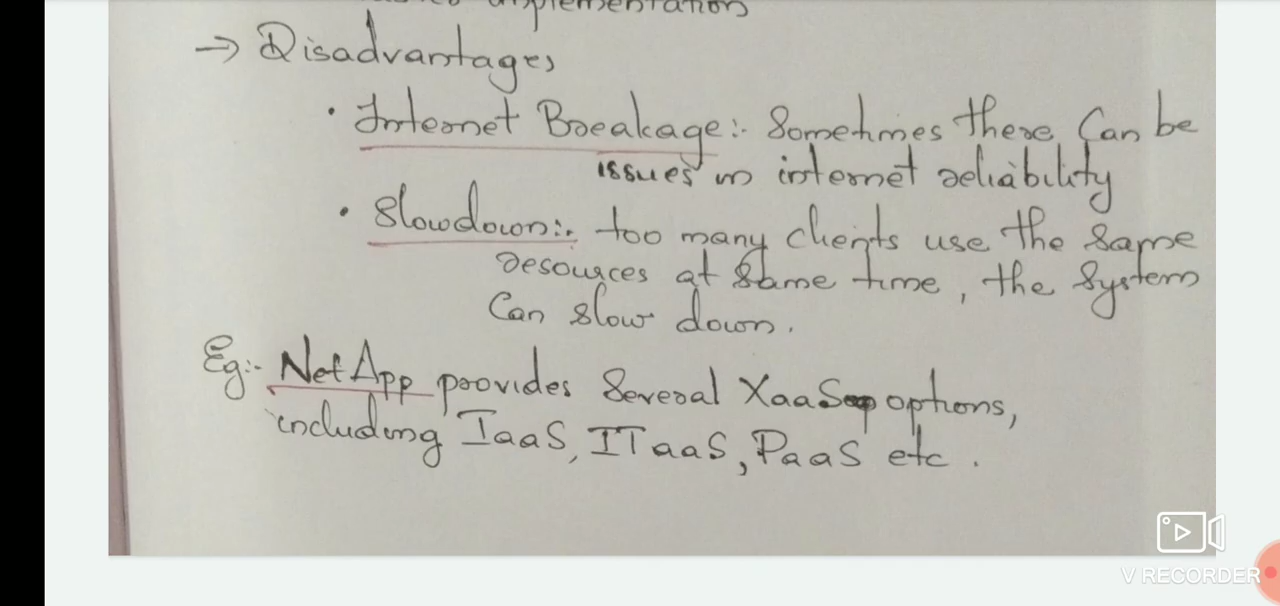 implementation
→ Disadvantages
• Internet Breakage:- Sometimes there Can be
issues in internet reliability
• Slowdown:- too many clients use the same
resources at same time, the system
Can slow down.
Eg:- NetApp provides several XaaS options,
including IaaS, ITaaS, PaaS etc.
V RECORDER